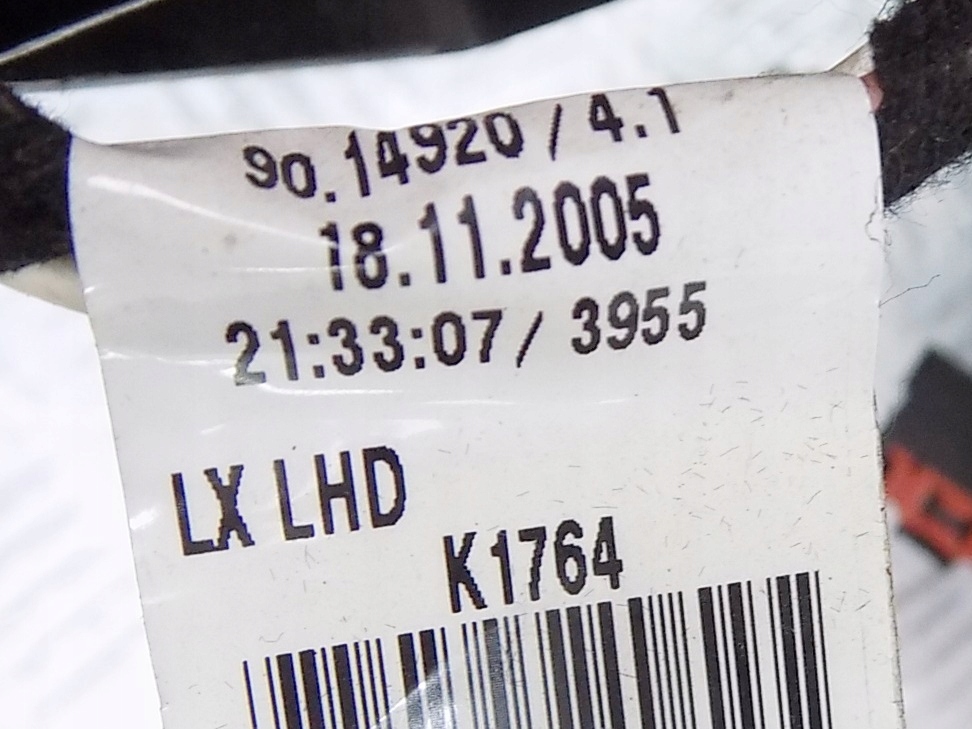 90.14920 / 4.1
18.11.2005
21:33:07/ 3955
LX LHD
K1764